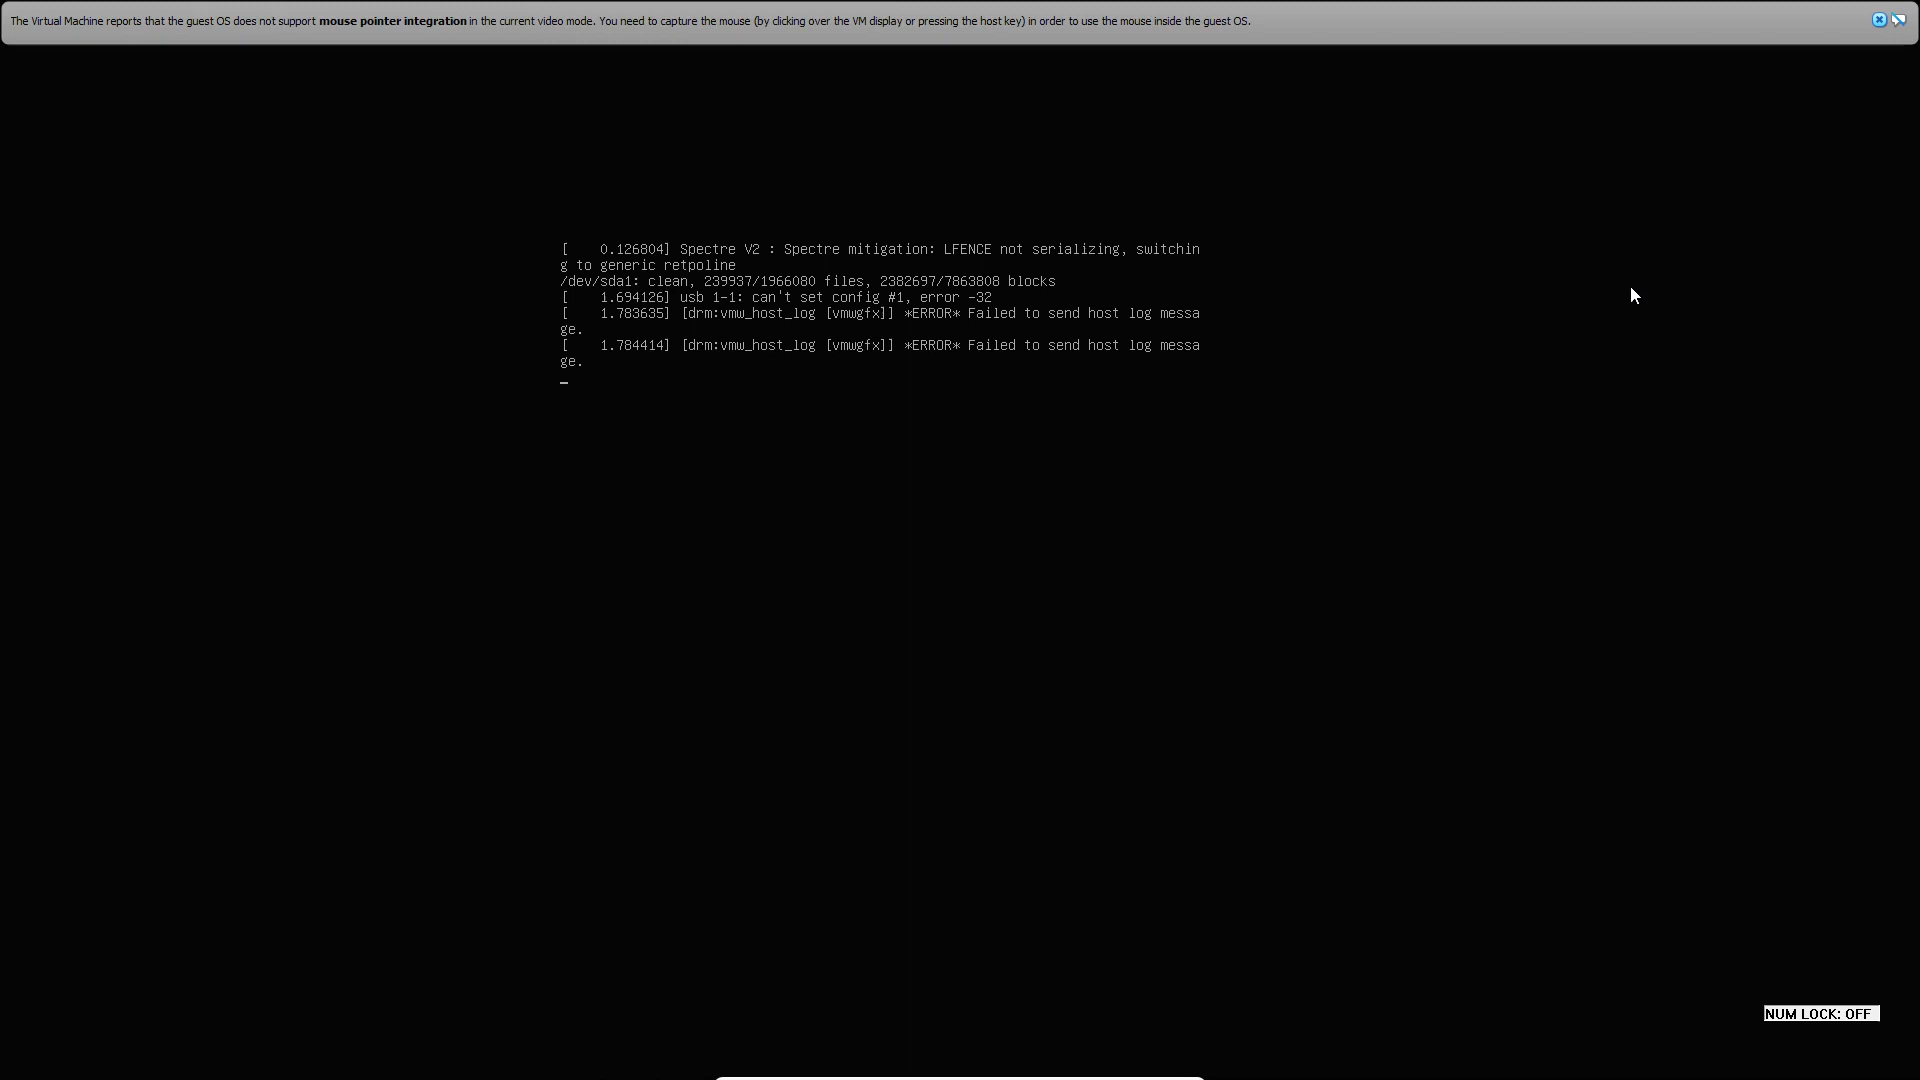 The Virtual Machine reports that the guest OS does not support mouse pointer integration in the current video mode. You need to capture the mouse (by clicking over the VM display or pressing the host key) in order to use the mouse inside the guest OS.
[    0.126804] Spectre V2 : Spectre mitigation: LFENCE not serializing, switchin
g to generic retpoline
/dev/sda1: clean, 239937/1966080 files, 2382697/7863808 blocks
[    1.694126] usb 1-1: can't set config #1, error -32
[    1.783635] [drm:vmw_host_log [vmwgfx]] *ERROR* Failed to send host log messa
ge.
[    1.784414] [drm:vmw_host_log [vmwgfx]] *ERROR* Failed to send host log messa
ge.
_
NUM LOCK: OFF